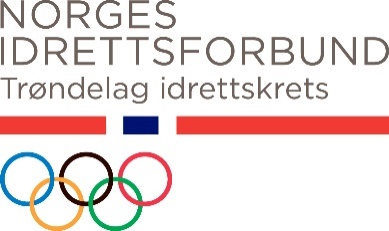 NORGES
IDRETTSFORBUND
Trøndelag idrettskrets